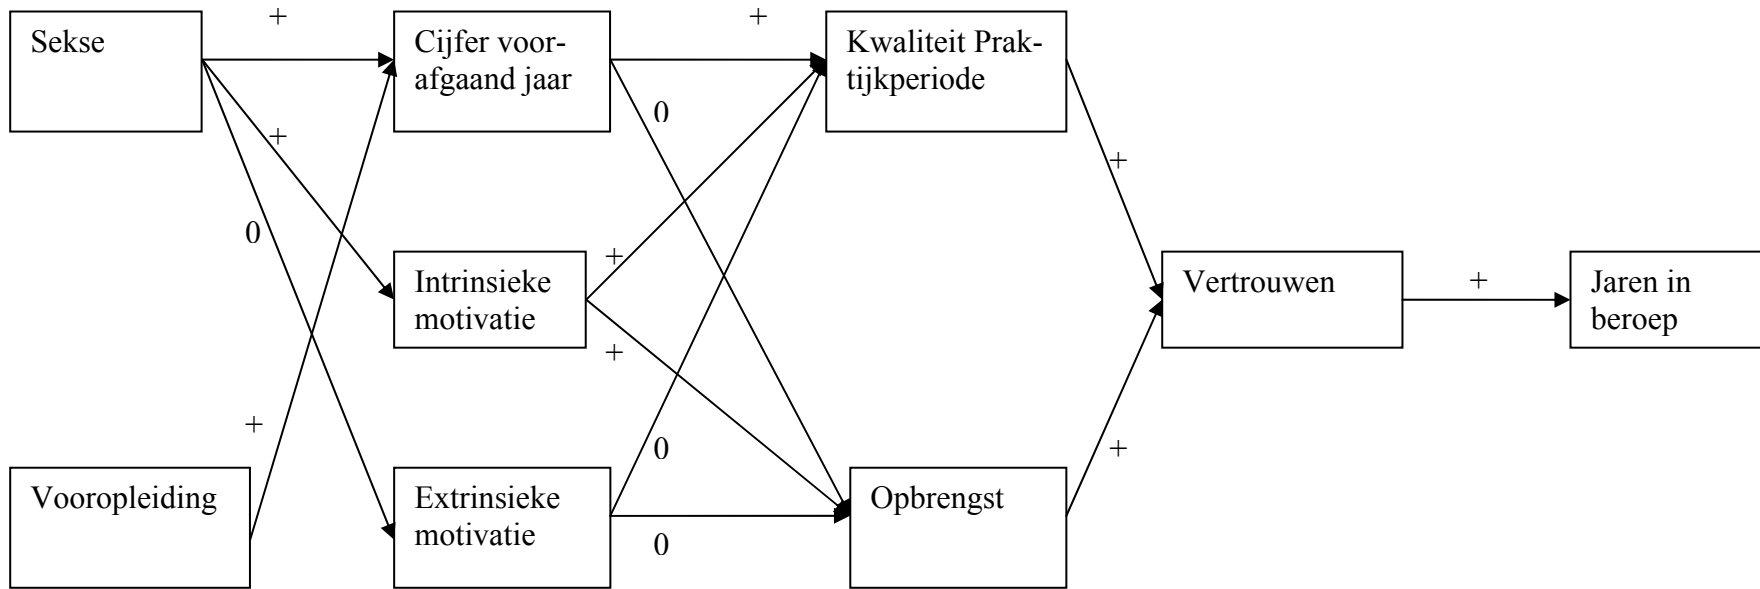 +
+
Sekse
Cijfer voor-
afgaand jaar
Kwaliteit Prak-
tijkperiode
0
+
+
0
+
Intrinsieke
motivatie
Vertrouwen
+
Jaren in
beroep
+
+
0
+
Vooropleiding
Extrinsieke
motivatie
Opbrengst
0